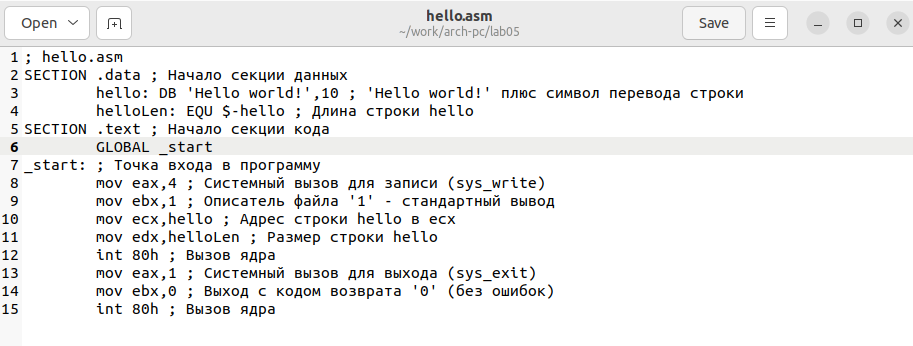 Open
hello.asm
~/work/arch-pc/lab05
Save
1 ; hello.asm
2 SECTION .data ; Начало секции данных
3         hello: DB 'Hello world!',10 ; 'Hello world!' плюс символ перевода строки
4         helloLen: EQU $-hello ; Длина строки hello
5 SECTION .text ; Начало секции кода
6         GLOBAL _start
7 _start: ; Точка входа в программу
8         mov eax,4 ; Системный вызов для записи (sys_write)
9         mov ebx,1 ; Описатель файла '1' - стандартный вывод
10         mov ecx,hello ; Адрес строки hello в ecx
11         mov edx,helloLen ; Размер строки hello
12         int 80h ; Вызов ядра
13         mov eax,1 ; Системный вызов для выхода (sys_exit)
14         mov ebx,0 ; Выход с кодом возврата '0' (без ошибок)
15         int 80h ; Вызов ядра